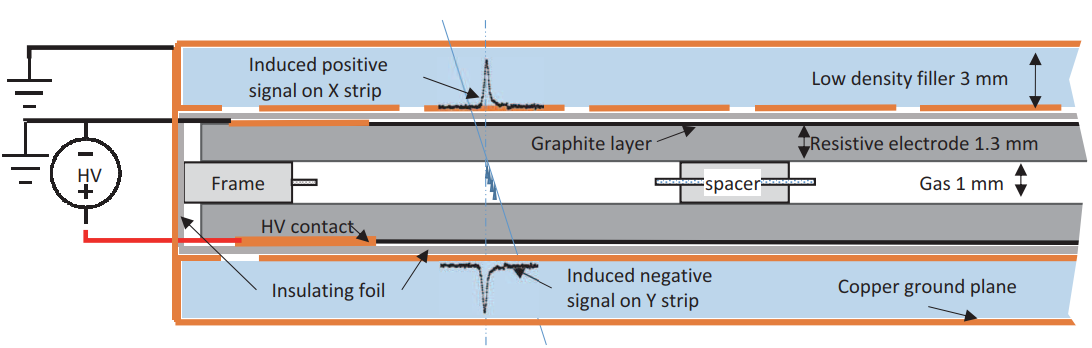 Induced positive
signal on X strip
Low density filler 3 mm
Graphite layer
Resistive electrode 1.3 mm
HV
Frame
spacer
Gas 1 mm
HV contact
Insulating foil
Induced negative
signal on Y strip
Copper ground plane